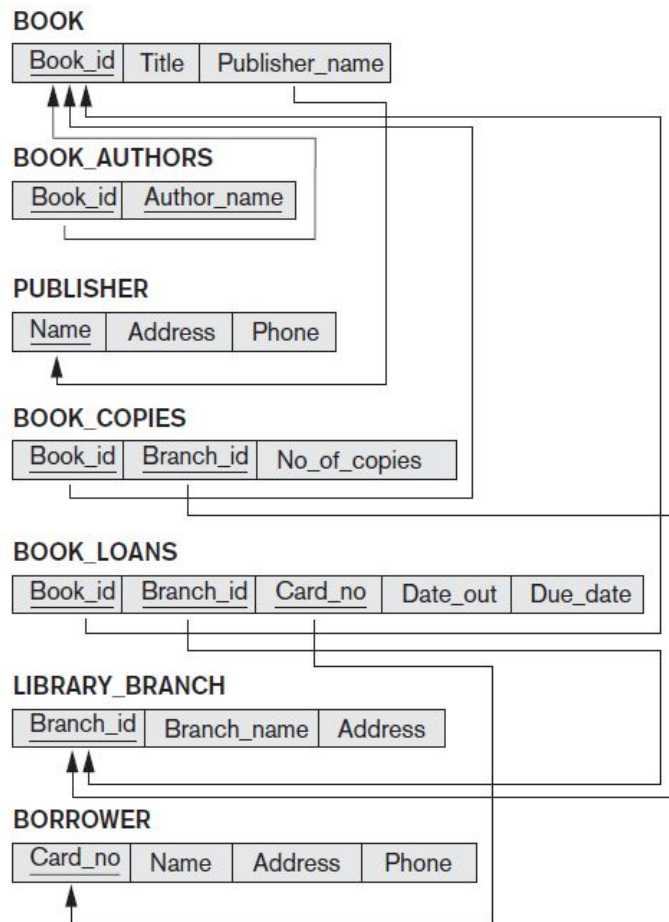 BOOK
Book_id Title Publisher_name
BOOK_AUTHORS
Book_id Author_name
PUBLISHER
Name Address Phone
BOOK_COPIES
Book_id Branch_id No_of_copies
BOOK_LOANS
Book_id Branch_id Card_no Date_out Due_date
LIBRARY_BRANCH
Branch_id Branch_name Address
BORROWER
Card_no Name Address Phone